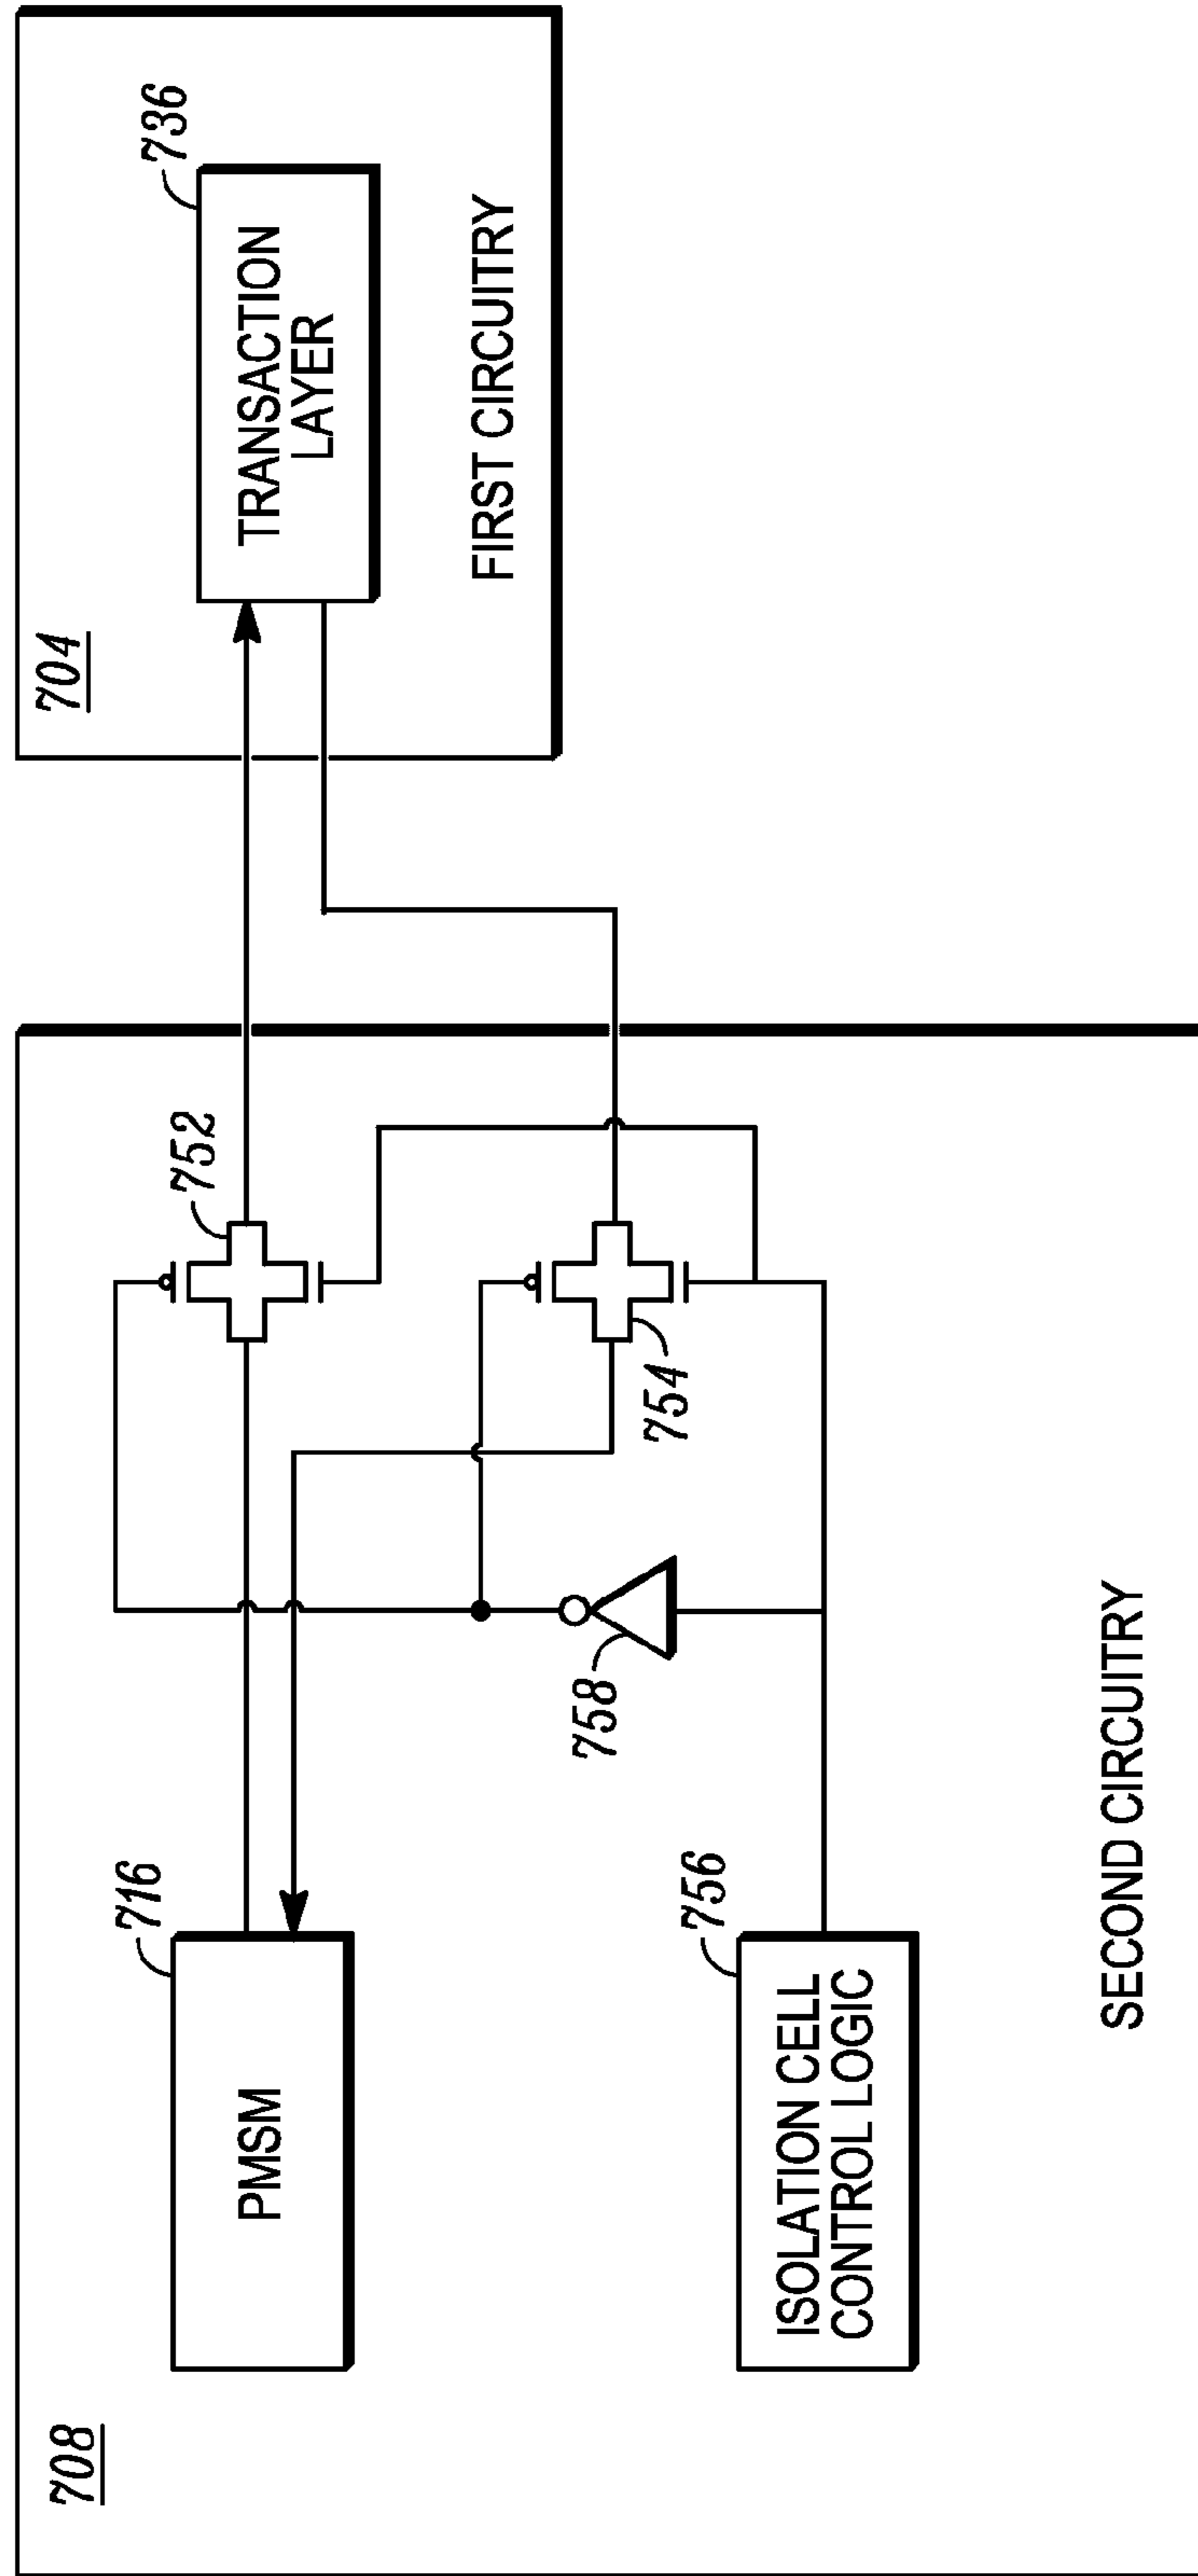 708
716
PMSM
752
754
758
756
ISOLATION CELL
CONTROL LOGIC
SECOND CIRCUITRY
704
736
TRANSACTION
LAYER
FIRST CIRCUITRY